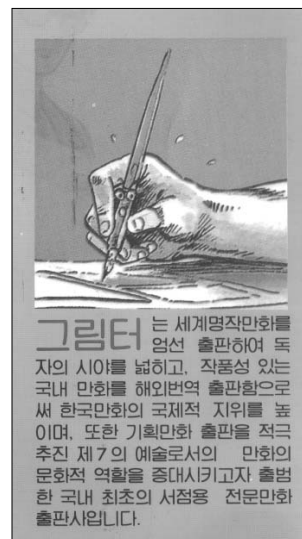 그림터는 세계명작만화를
엄선 출판하여 독
자의 시야를 넓히고, 작품성 있는
국내 만화를 해외번역 출판함으로
써 한국만화의 국제적 지위를 높
이며, 또한 기획만화 출판을 적극
추진 제7의 예술로서의 만화의
문화적 역할을 증대시키고자 출범
한 국내 최초의 서점용 전문만화
출판사입니다.